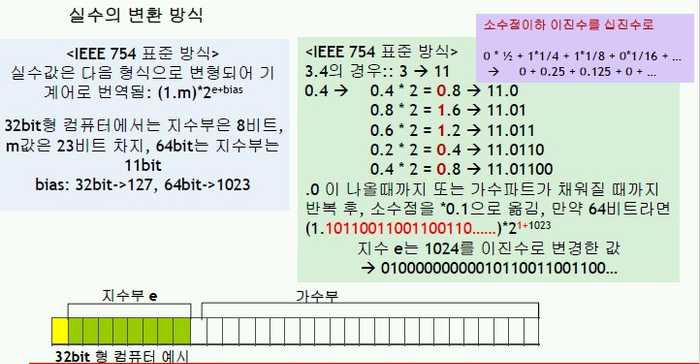 실수의 변환 방식
<IEEE 754 표준 방식>
실수값은 다음 형식으로 변형되어 기
계어로 번역됨: (1.m)*2e+bias
32bit형 컴퓨터에서는 지수부은 8비트,
m값은 23비트 차지, 64bit는 지수부는
11bit
bias: 32bit->127, 64bit->1023
소수점이하 이진수를 십진수로
0 * ½ + 1*1/4 + 1*1/8 + 0*1/16 + …
→ 0 + 0.25 + 0.125 + 0 + …
<IEEE 754 표준 방식>
3.4의 경우:: 3 → 11
0.4 → 0.4 * 2 = 0.8 → 11.0
0.8 * 2 = 1.6 → 11.01
0.6 * 2 = 1.2 → 11.011
0.2 * 2 = 0.4 → 11.0110
0.4 * 2 = 0.8 → 11.01100
.0 이 나올때까지 또는 가수파트가 채워질 때까지
반복 후, 소수점을 *0.1으로 옮김, 만약 64비트라면
(1.10110011001100110……)*21+1023
지수 e는 1024를 이진수로 변경한 값
→ 010000000000010110011001100…
지수부 e
가수부
32bit 형 컴퓨터 예시